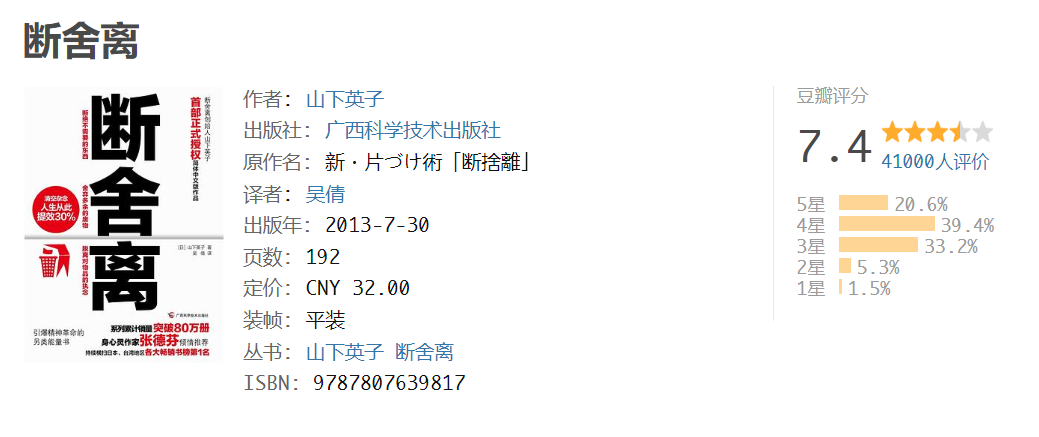 断舍离
断
舍
离
断舍离创始人山下英子
首部正式授权简体中文版作品
断绝不需要的东西
舍弃多余的废物
脱离对物品的执念
清空杂念
人生从此
提效30%
[日] 山下英子 著
吴倩 译
广西科学技术出版社
引爆精神革命的
另类能量书
系列累计销量 突破80万册
身心灵作家张德芬倾情推荐
持续横扫日本、台湾地区各大畅销书榜第1名
作者: 山下英子
出版社: 广西科学技术出版社
原作名: 新・片づけ術「断捨離」
译者: 吴倩
出版年: 2013-7-30
页数: 192
定价: CNY 32.00
装帧: 平装
丛书: 山下英子 断舍离
ISBN: 9787807639817
豆瓣评分
7.4
41000人评价
5星 20.6%
4星 39.4%
3星 33.2%
2星 5.3%
1星 1.5%